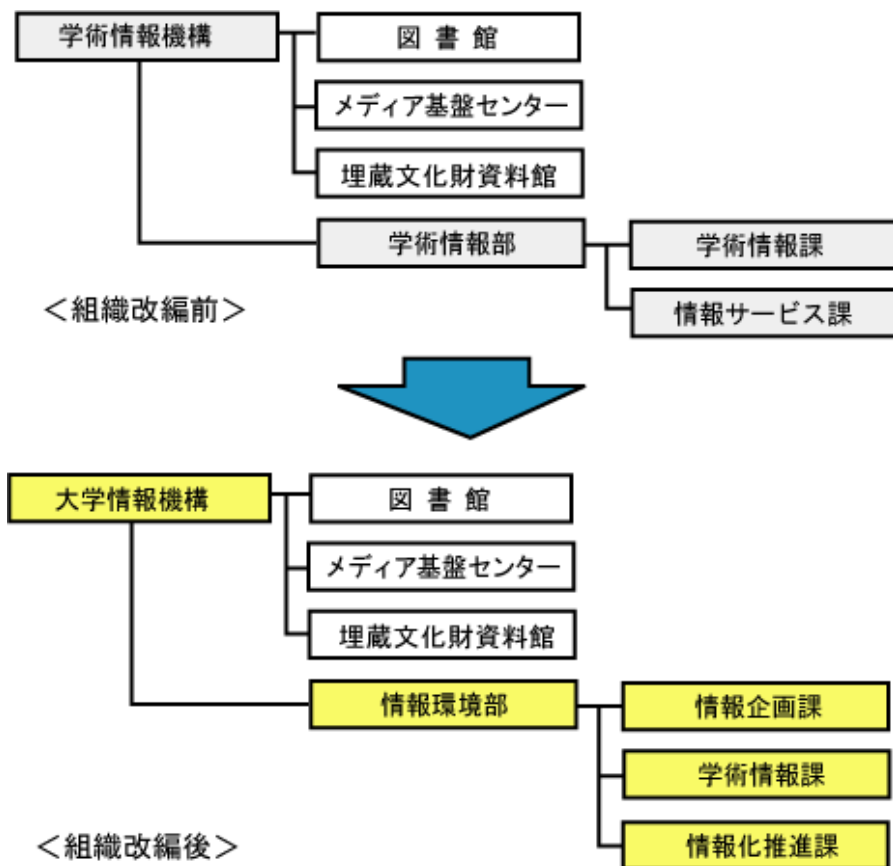 学術情報機構
図 書 館
メディア基盤センター
埋蔵文化財資料館
学術情報部
学術情報課
情報サービス課
＜組織改編前＞
大学情報機構
図 書 館
メディア基盤センター
埋蔵文化財資料館
情報環境部
情報企画課
学術情報課
情報化推進課
＜組織改編後＞